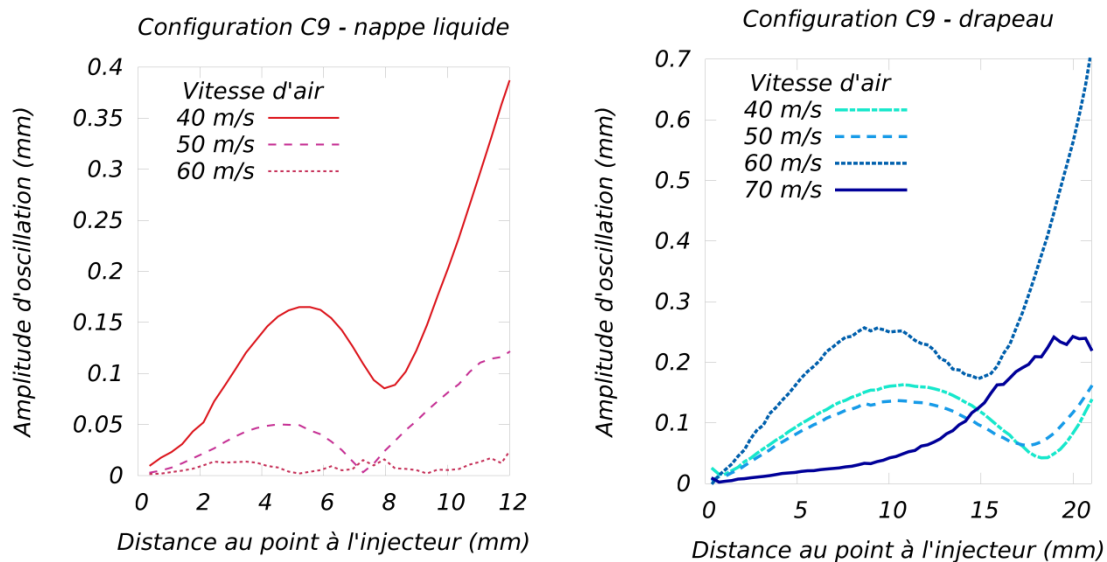 Configuration C9 - nappe liquide
Amplitude d'oscillation (mm)
0.4
0.35
0.3
0.25
0.2
0.15
0.1
0.05
0
Vitesse d'air
40 m/s
50 m/s
60 m/s
0 2 4 6 8 10 12
Distance au point à l'injecteur (mm)
Configuration C9 - drapeau
Amplitude d'oscillation (mm)
0.7
0.6
0.5
0.4
0.3
0.2
0.1
0
Vitesse d'air
40 m/s
50 m/s
60 m/s
70 m/s
0 5 10 15 20
Distance au point à l'injecteur (mm)